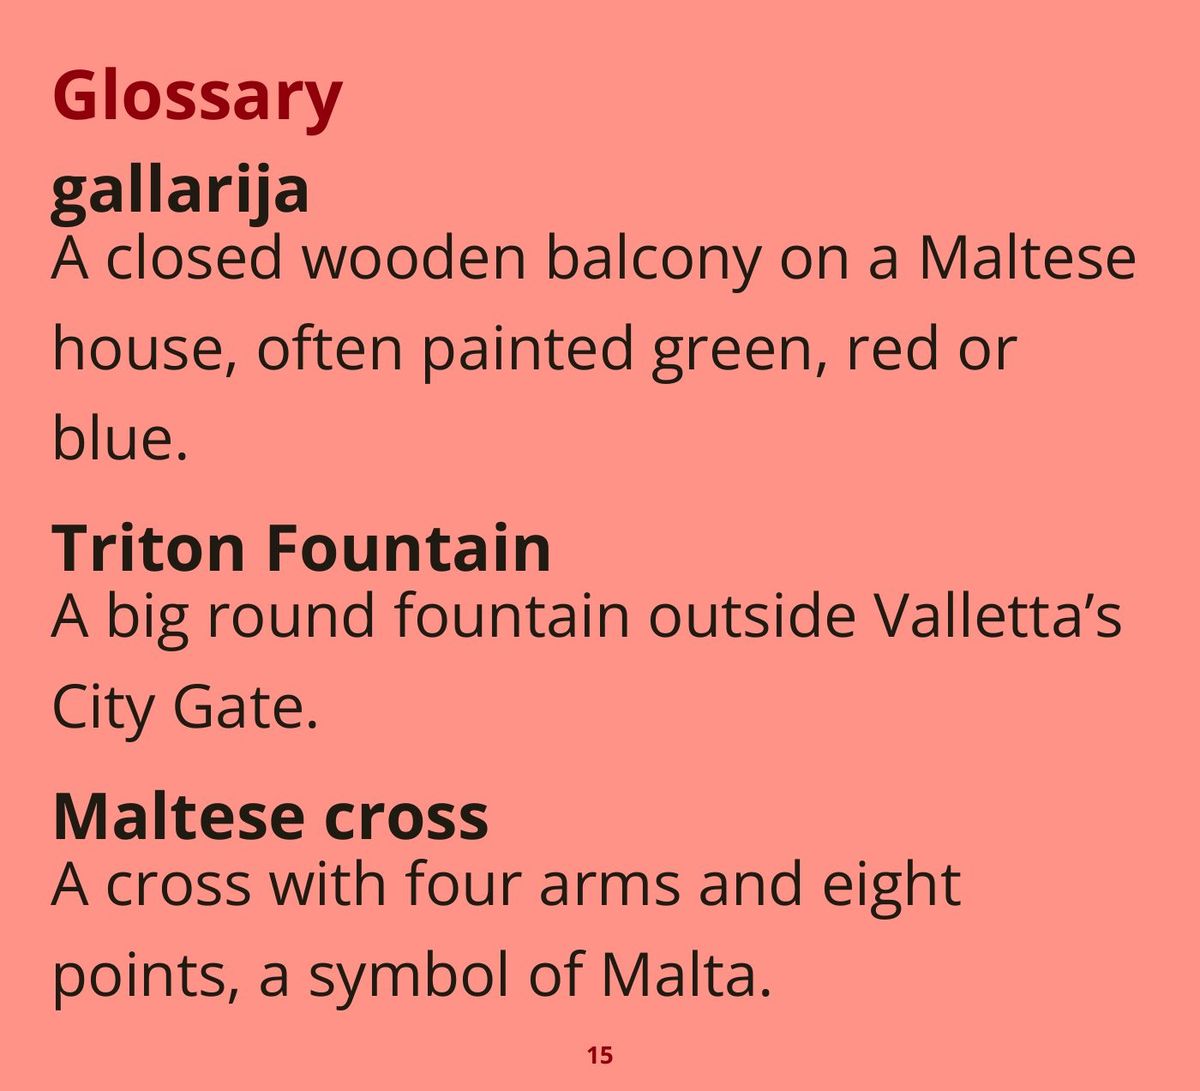 Glossary
gallarija
A closed wooden balcony on a Maltese
house, often painted green, red or
blue.
Triton Fountain
A big round fountain outside Valletta’s
City Gate.
Maltese cross
A cross with four arms and eight
points, a symbol of Malta.
15